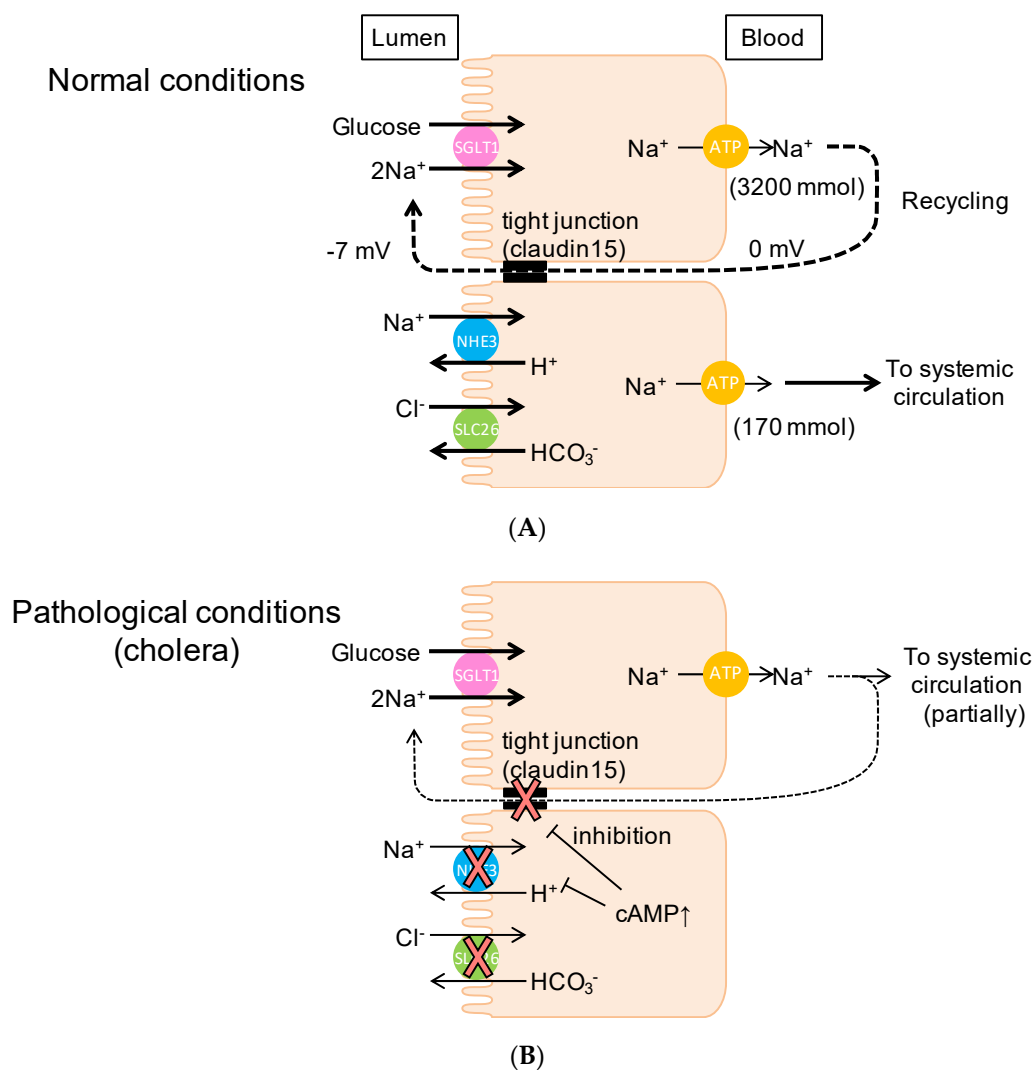 Lumen
Blood
Normal conditions
Glucose
SGLT1
2Na⁺
Na⁺
ATP
Na⁺
(3200 mmol)
Recycling
tight junction
(claudin15)
-7 mV
0 mV
Na⁺
NHE3
H⁺
Cl⁻
SLC26
HCO₃⁻
Na⁺
ATP
(170 mmol)
To systemic
circulation
(A)
Pathological conditions
(cholera)
Glucose
SGLT1
2Na⁺
Na⁺
ATP
Na⁺
To systemic
circulation
(partially)
tight junction
(claudin15)
inhibition
Na⁺
H⁺
cAMP↑
Cl⁻
HCO₃⁻
(B)